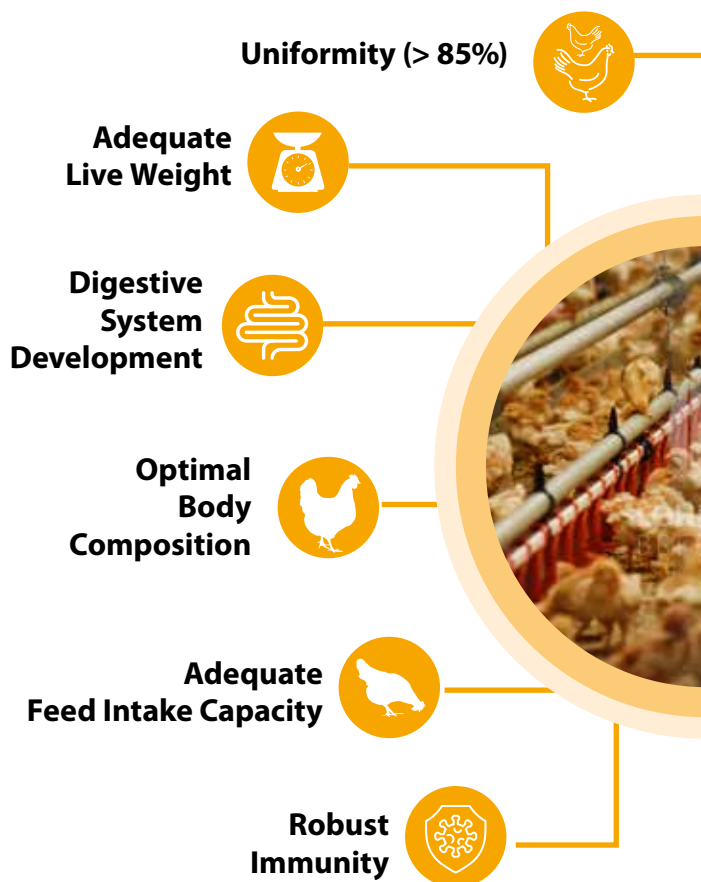 Uniformity (> 85%)
Adequate
Live Weight
Digestive
System
Development
Optimal
Body
Composition
Adequate
Feed Intake Capacity
Robust
Immunity